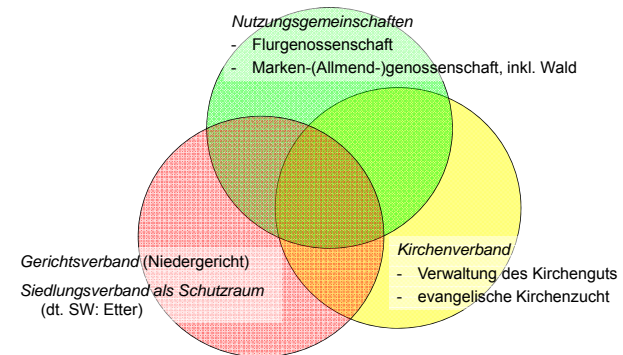 Nutzungsgemeinschaften
- Flurgenossenschaft
- Marken-(Allmend-)genossenschaft, inkl. Wald
Gerichtsverband (Niedergericht)
Siedlungsverband als Schutzraum
(dt. SW: Etter)
Kirchenverband
- Verwaltung des Kirchenguts
- evangelische Kirchenzucht